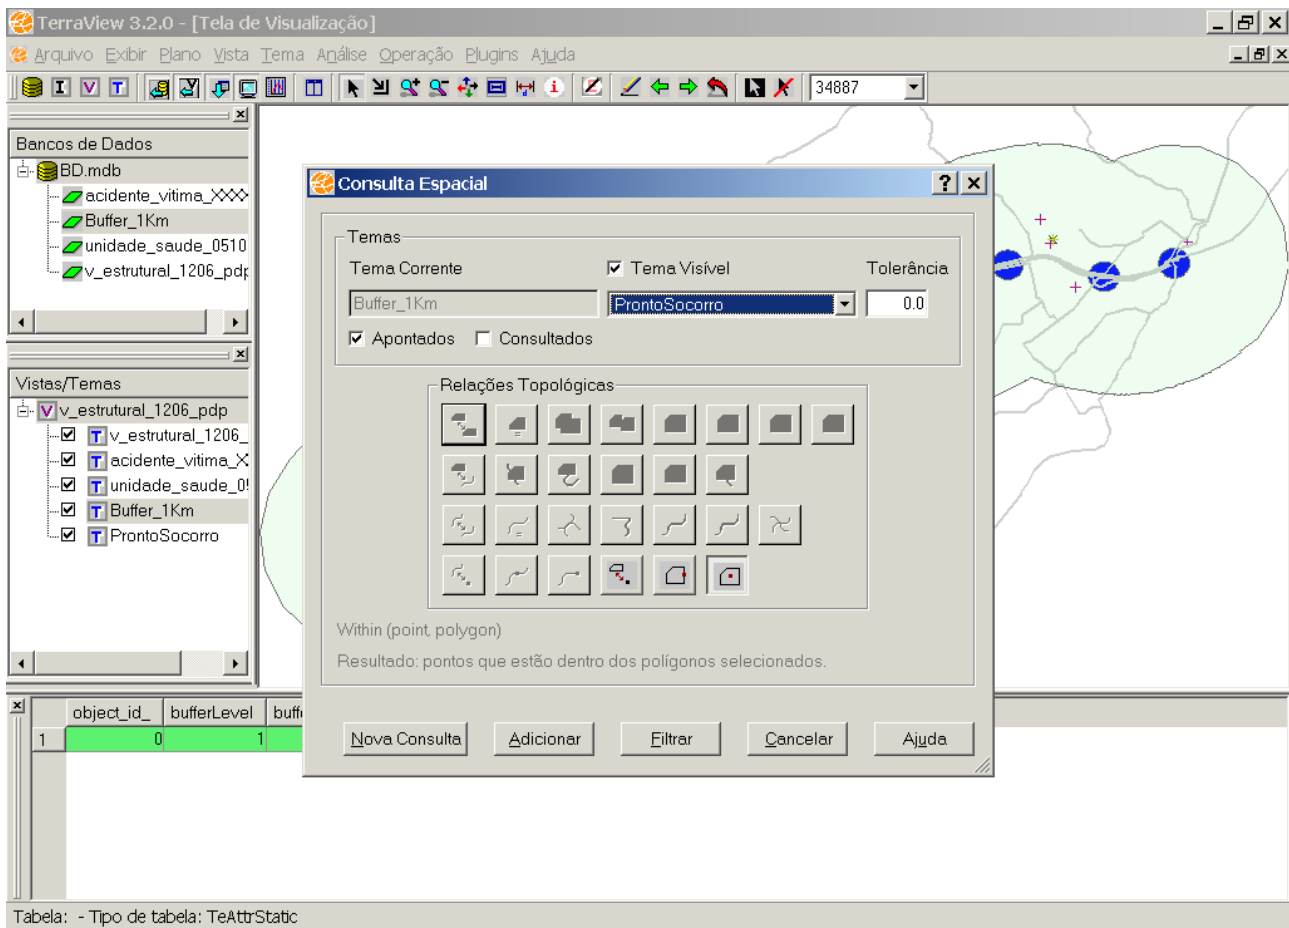 TerraView 3.2.0 - [Tela de Visualização]
Arquivo Exibir Plano Vista Tema Análise Operação Plugins Ajuda
I V T 34887
Bancos de Dados
BD.mdb
acidente_vitima_XXX
Buffer_1Km
unidade_saude_0510
v_estrutural_1206_pdp
Vistas/Temas
V v_estrutural_1206_pdp
T v_estrutural_1206_
T acidente_vitima_X
T unidade_saude_0
T Buffer_1Km
T ProntoSocorro
Consulta Espacial
Temas
Tema Corrente Tema Visível Tolerância
Buffer_1Km ProntoSocorro 0.0
Apontados Consultados
Relações Topológicas
Within (point, polygon)
Resultado: pontos que estão dentro dos polígonos selecionados.
Nova Consulta Adicionar Filtrar Cancelar Ajuda
object_id_ bufferLevel buff
1 0 1
Tabela: - Tipo de tabela: TeAttrStatic